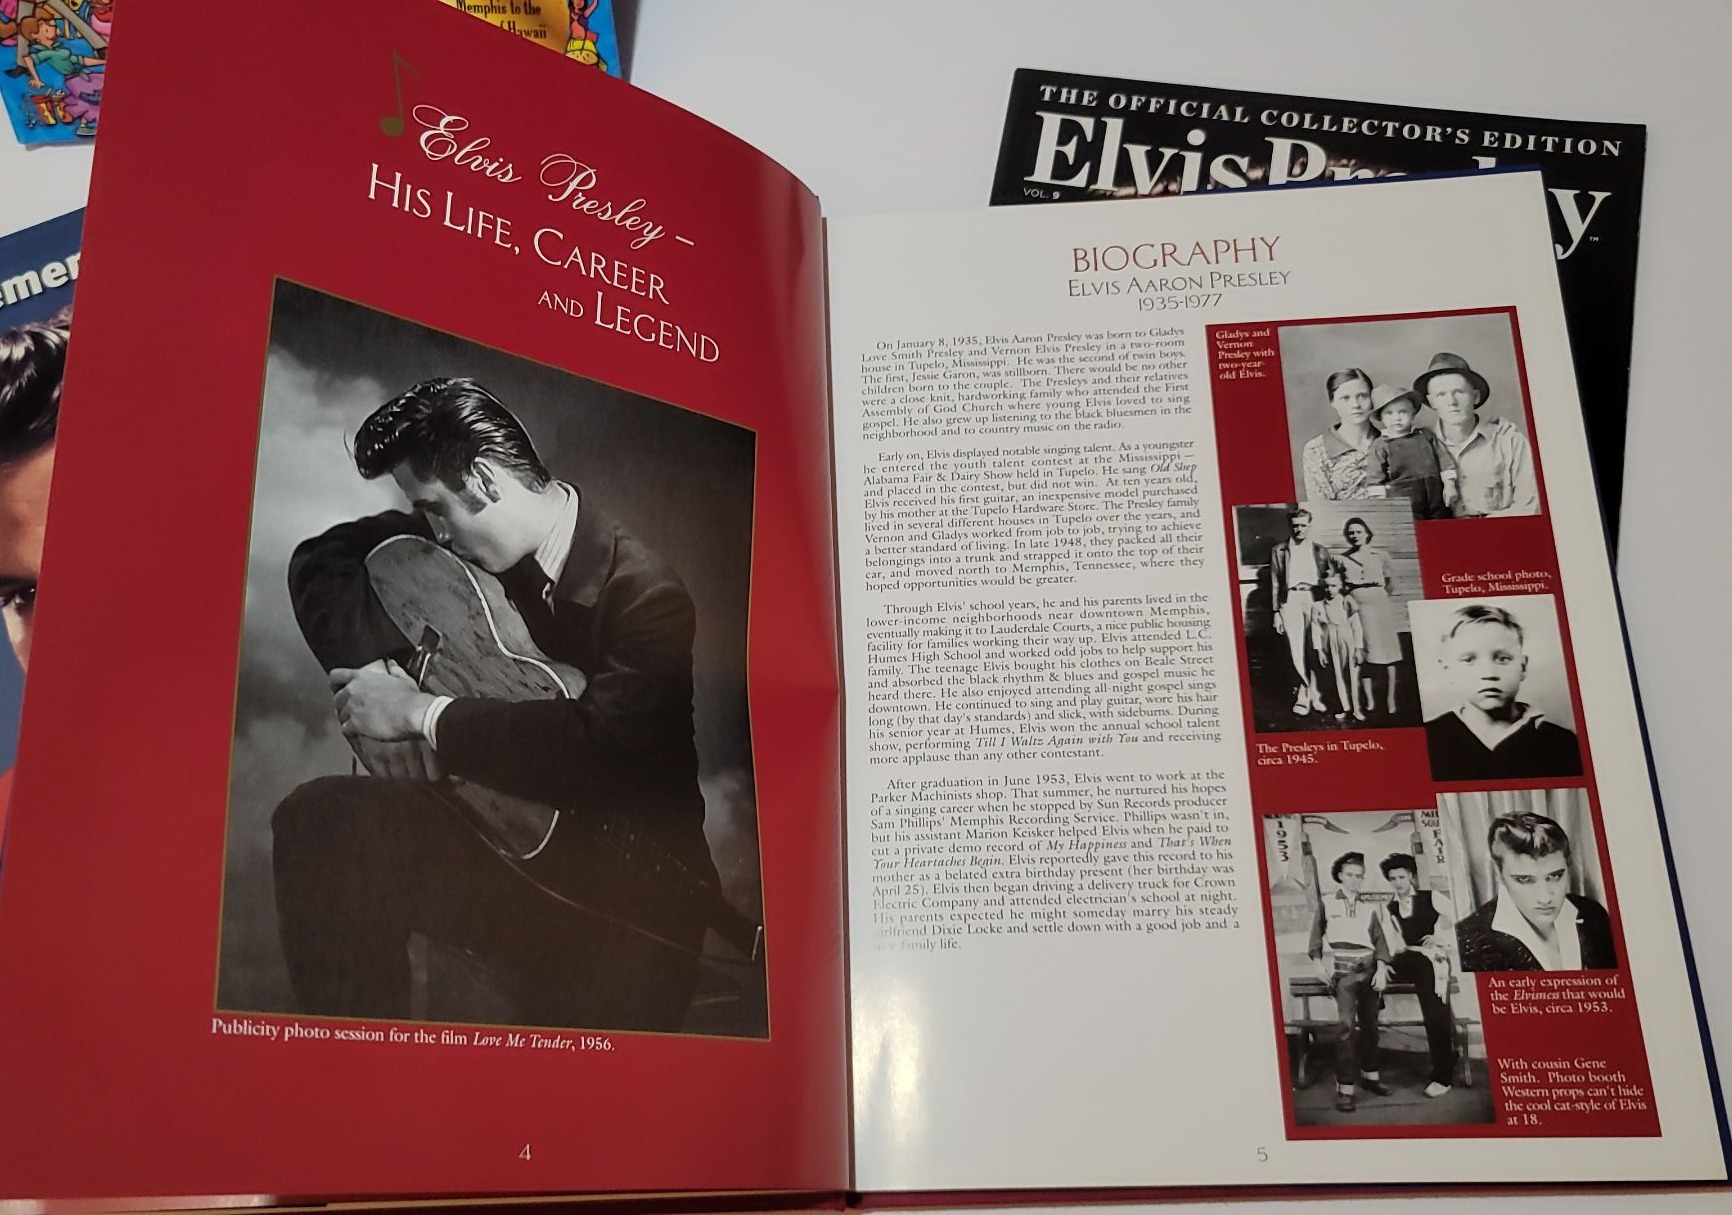 Memphis to the
Hawaii
Elvis Presley –
HIS LIFE, CAREER
AND LEGEND
Publicity photo session for the film Love Me Tender, 1956.
4
THE OFFICIAL COLLECTOR'S EDITION
Elvis Presley
VOL. 9
™
BIOGRAPHY
ELVIS AARON PRESLEY
1935-1977
On January 8, 1935, Elvis Aaron Presley was born to Gladys
Love Smith Presley and Vernon Elvis Presley in a two-room
house in Tupelo, Mississippi. He was the second of twin boys.
The first, Jessie Garon, was stillborn. There would be no other
children born to the couple. The Presleys and their relatives
were a close-knit, hardworking family who attended the First
Assembly of God Church where young Elvis loved to sing
gospel. He also grew up listening to the black bluesmen in the
neighborhood and to country music on the radio.
Early on, Elvis displayed notable singing talent. As a youngster
he entered the youth talent contest at the Mississippi –
Alabama Fair & Dairy Show held in Tupelo. He sang Old Shep
and placed in the contest, but did not win. At ten years old,
Elvis received his first guitar, an inexpensive model purchased
by his mother at the Tupelo Hardware Store. The Presley family
lived in several different houses in Tupelo over the years, and
Vernon and Gladys worked from job to job, trying to achieve
a better standard of living. In late 1948, they packed all their
belongings into a trunk and strapped it onto the top of their
car, and moved north to Memphis, Tennessee, where they
hoped opportunities would be greater.
Through Elvis' school years, he and his parents lived in the
lower-income neighborhoods near downtown Memphis,
eventually making it to Lauderdale Courts, a nice public housing
facility for families working their way up. Elvis attended L.C.
Humes High School and worked odd jobs to help support his
family. The teenage Elvis bought his clothes on Beale Street
and absorbed the black rhythm & blues and gospel music he
heard there. He also enjoyed attending all-night gospel sings
downtown. He continued to sing and play guitar, wore his hair
long (by that day's standards) and slick, with sideburns. During
his senior year at Humes, Elvis won the annual school talent
show, performing Till I Waltz Again with You and receiving
more applause than any other contestant.
After graduation in June 1953, Elvis went to work at the
Parker Machinists shop. That summer, he nurtured his hopes
of a singing career when he stopped by Sun Records producer
Sam Phillips' Memphis Recording Service. Phillips wasn't in,
but his assistant Marion Keisker helped Elvis when he paid to
cut a private demo record of My Happiness and That's When
Your Heartaches Begin. Elvis reportedly gave this record to his
mother as a belated extra birthday present (her birthday was
April 25). Elvis then began driving a delivery truck for Crown
Electric Company and attended electrician's school at night.
His parents expected he might someday marry his steady
girlfriend Dixie Locke and settle down with a good job and a
family life.
Gladys and
Vernon
Presley with
two-year-
old Elvis.
Grade school photo,
Tupelo, Mississippi.
The Presleys in Tupelo,
circa 1945.
1953
FAIR
An early expression of
the Elvisness that would
be Elvis, circa 1953.
With cousin Gene
Smith. Photo booth
Western props can't hide
the cool cat-style of Elvis
at 18.
5